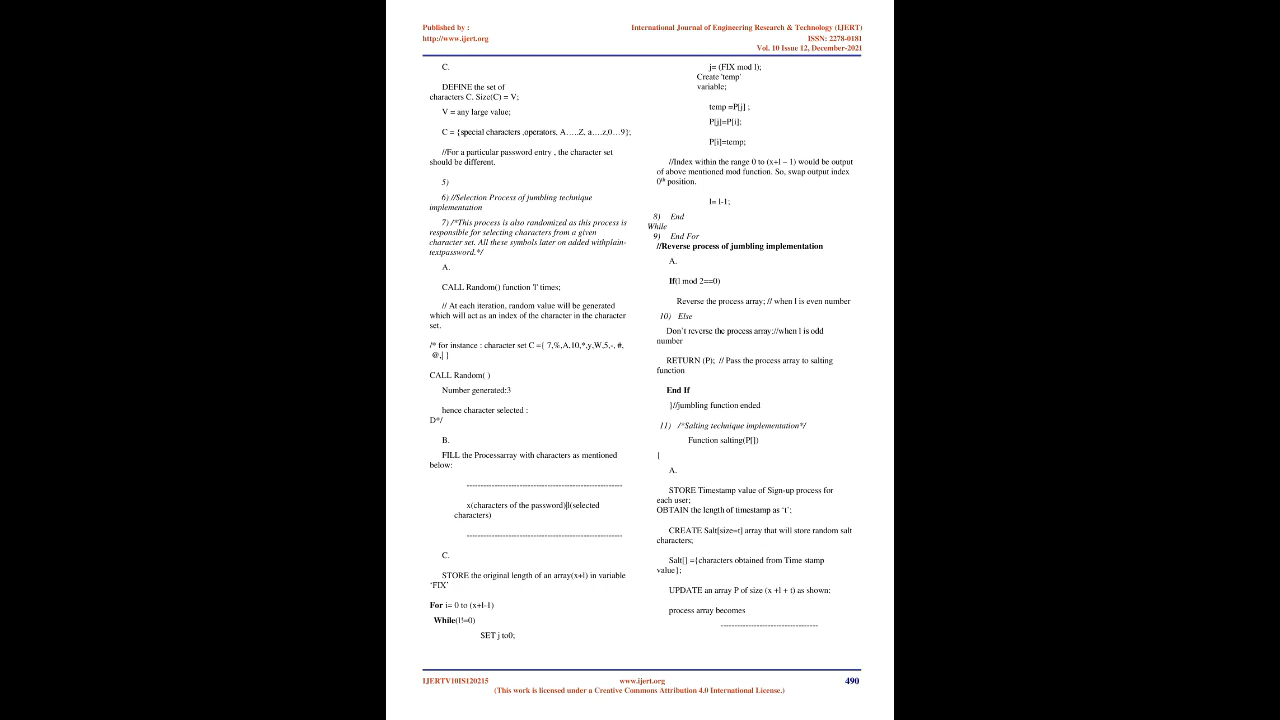 Published by :
http://www.ijert.org
International Journal of Engineering Research & Technology (IJERT)
ISSN: 2278-0181
Vol. 10 Issue 12, December-2021
C.
DEFINE the set of
characters C. Size(C) = V;
V = any large value;
C = {special characters ,operators, A…..Z, a….z,0…9};
//For a particular password entry , the character set
should be different.
5)
6) //Selection Process of jumbling technique
implementation
7) /*This process is also randomized as this process is
responsible for selecting characters from a given
character set. All these symbols later on added withplain-
textpassword.*/
A.
CALL Random() function 'l' times;
// At each iteration, random value will be generated
which will act as an index of the character in the character
set.
/* for instance : character set C ={ 7,%,A,10,*,y,W,5,-, #,
@,| }
CALL Random( )
Number generated:3
hence character selected :
D*/
B.
FILL the Processarray with characters as mentioned
below:
--------------------------------------------------------
x(characters of the password)|l(selected
characters)
--------------------------------------------------------
C.
STORE the original length of an array(x+l) in variable
‘FIX’
For i= 0 to (x+l-1)
While(l!=0)
SET j to0;
j= (FIX mod l);
Create 'temp'
variable;
temp =P[j] ;
P[j]=P[i];
P[i]=temp;
//Index within the range 0 to (x+l – 1) would be output
of above mentioned mod function. So, swap output index
0th position.
l= l-1;
8) End
While
9) End For
//Reverse process of jumbling implementation
A.
If(l mod 2==0)
Reverse the process array; // when l is even number
10) Else
Don’t reverse the process array;//when l is odd
number
RETURN (P); // Pass the process array to salting
function
End If
}//jumbling function ended
11) /*Salting technique implementation*/
Function salting(P[])
{
A.
STORE Timestamp value of Sign-up process for
each user;
OBTAIN the length of timestamp as ‘t’;
CREATE Salt[size=t] array that will store random salt
characters;
Salt[] ={characters obtained from Time stamp
value};
UPDATE an array P of size (x +l + t) as shown:
process array becomes
-----------------------------------
IJERTV10IS120215
www.ijert.org
490
(This work is licensed under a Creative Commons Attribution 4.0 International License.)